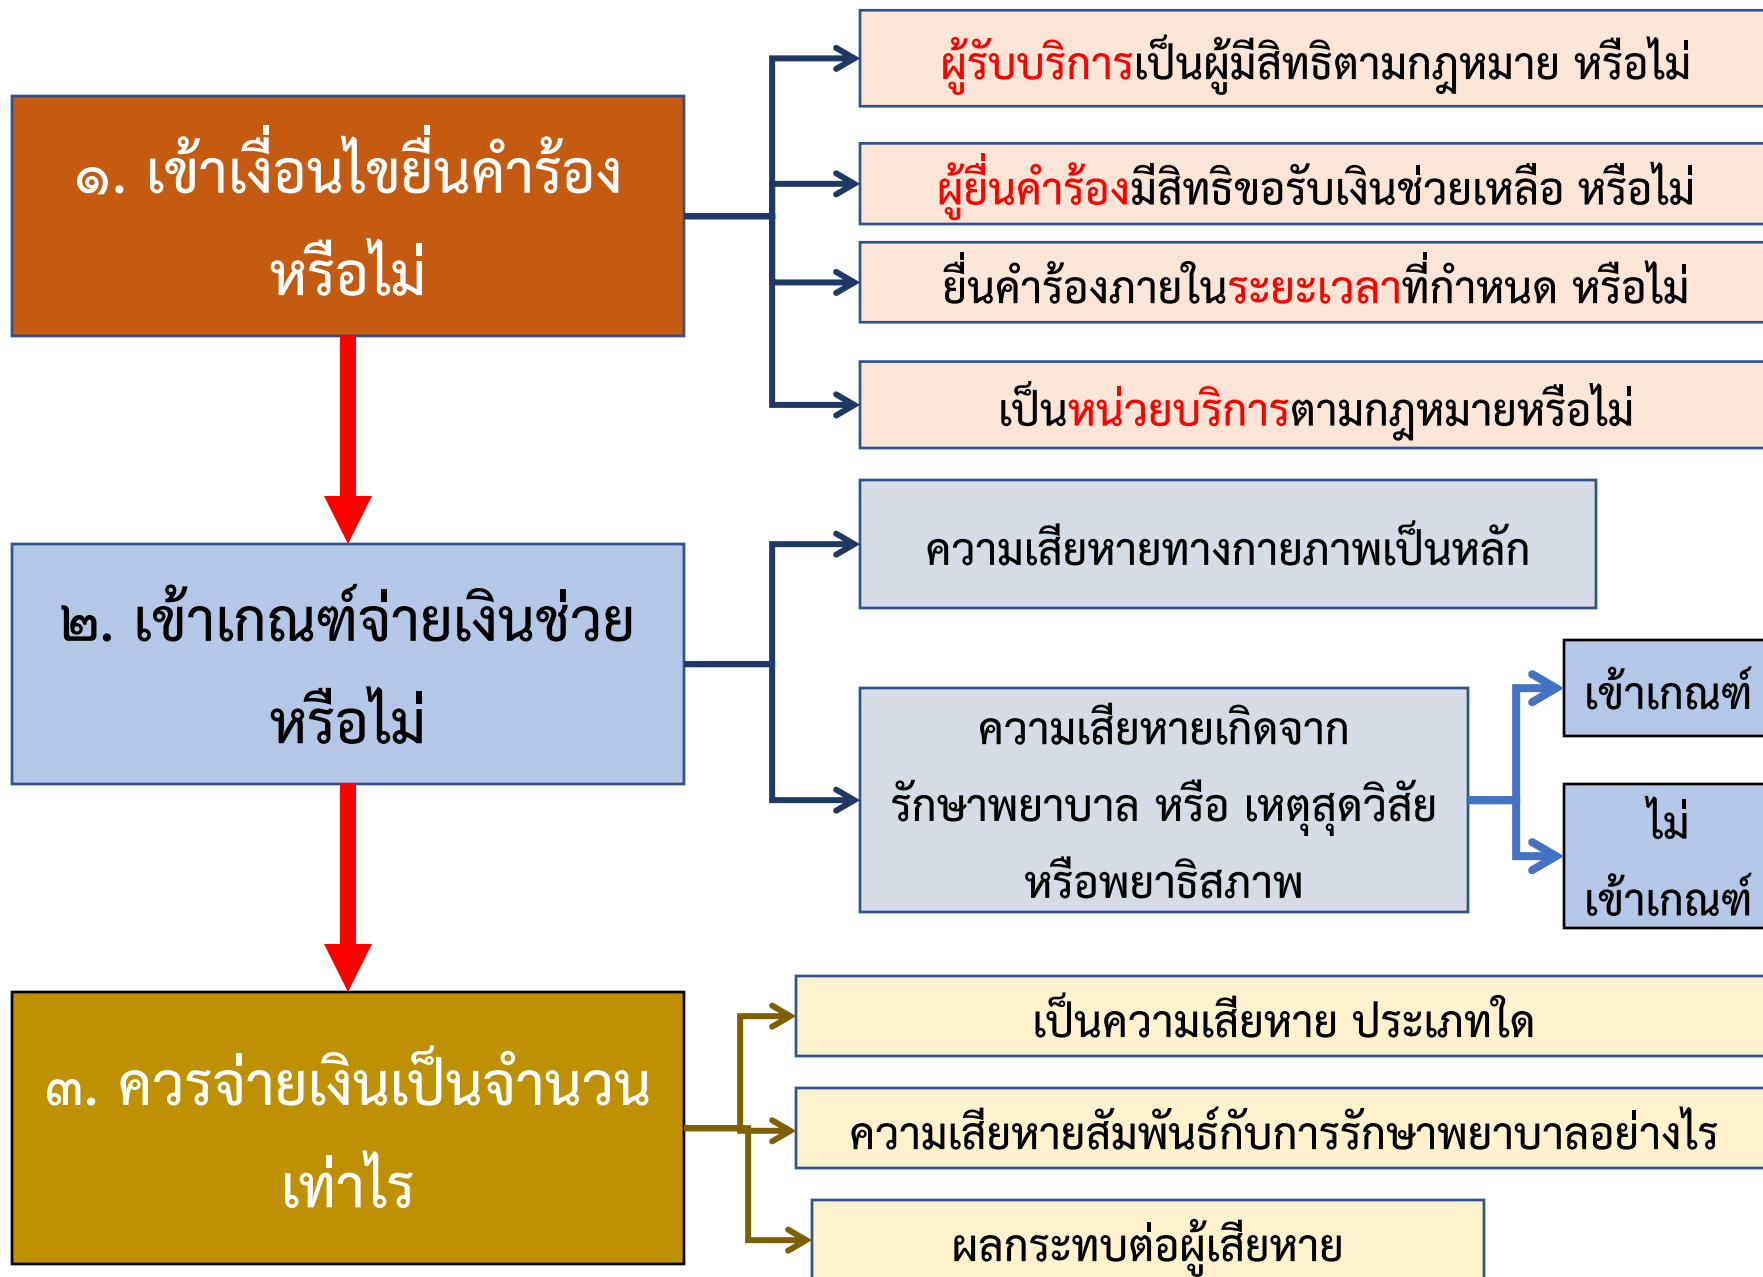 ๑. เข้าเงื่อนไขยื่นคำร้อง
หรือไม่
ผู้รับบริการเป็นผู้มีสิทธิตามกฎหมาย หรือไม่
ผู้ยื่นคำร้องมีสิทธิขอรับเงินช่วยเหลือ หรือไม่
ยื่นคำร้องภายในระยะเวลาที่กำหนด หรือไม่
เป็นหน่วยบริการตามกฎหมายหรือไม่
๒. เข้าเกณฑ์จ่ายเงินช่วย
หรือไม่
ความเสียหายทางกายภาพเป็นหลัก
ความเสียหายเกิดจาก
รักษาพยาบาล หรือ เหตุสุดวิสัย
หรือพยาธิสภาพ
เข้าเกณฑ์
ไม่
เข้าเกณฑ์
๓. ควรจ่ายเงินเป็นจำนวน
เท่าไร
เป็นความเสียหาย ประเภทใด
ความเสียหายสัมพันธ์กับการรักษาพยาบาลอย่างไร
ผลกระทบต่อผู้เสียหาย